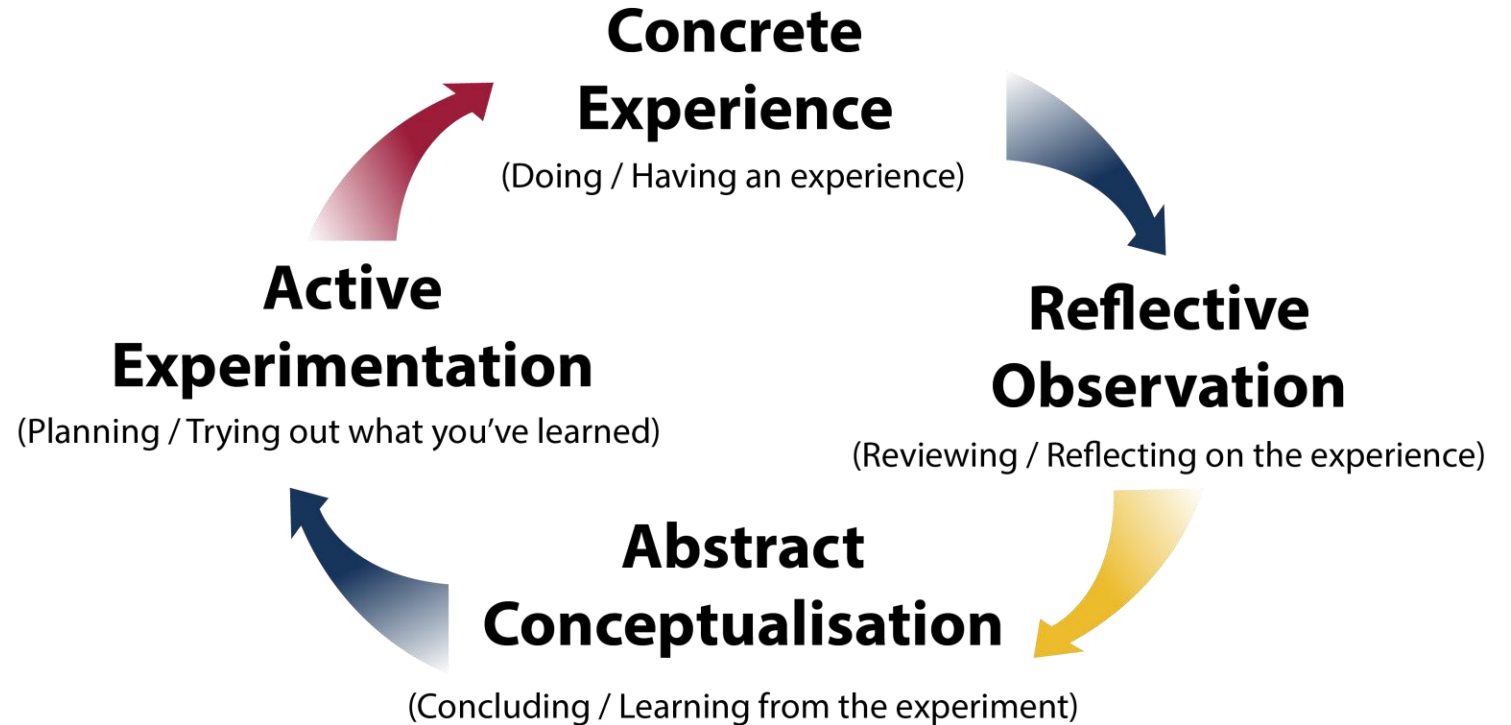 Concrete
Experience
(Doing / Having an experience)
Reflective
Observation
(Reviewing / Reflecting on the experience)
Abstract
Conceptualisation
(Concluding / Learning from the experiment)
Active
Experimentation
(Planning / Trying out what you've learned)